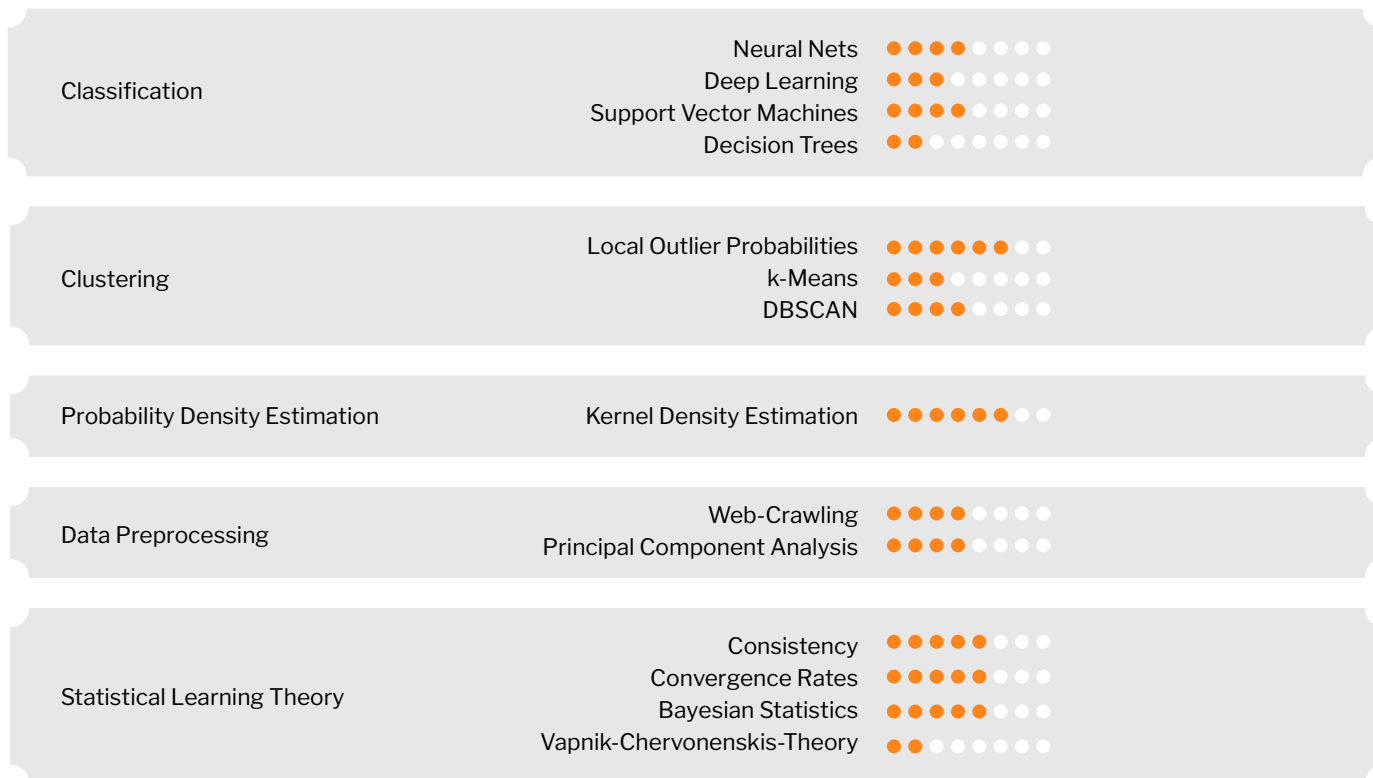 Classification
Neural Nets
Deep Learning
Support Vector Machines
Decision Trees
Clustering
Local Outlier Probabilities
k-Means
DBSCAN
Probability Density Estimation
Kernel Density Estimation
Data Preprocessing
Web-Crawling
Principal Component Analysis
Statistical Learning Theory
Consistency
Convergence Rates
Bayesian Statistics
Vapnik-Chervonenskis-Theory